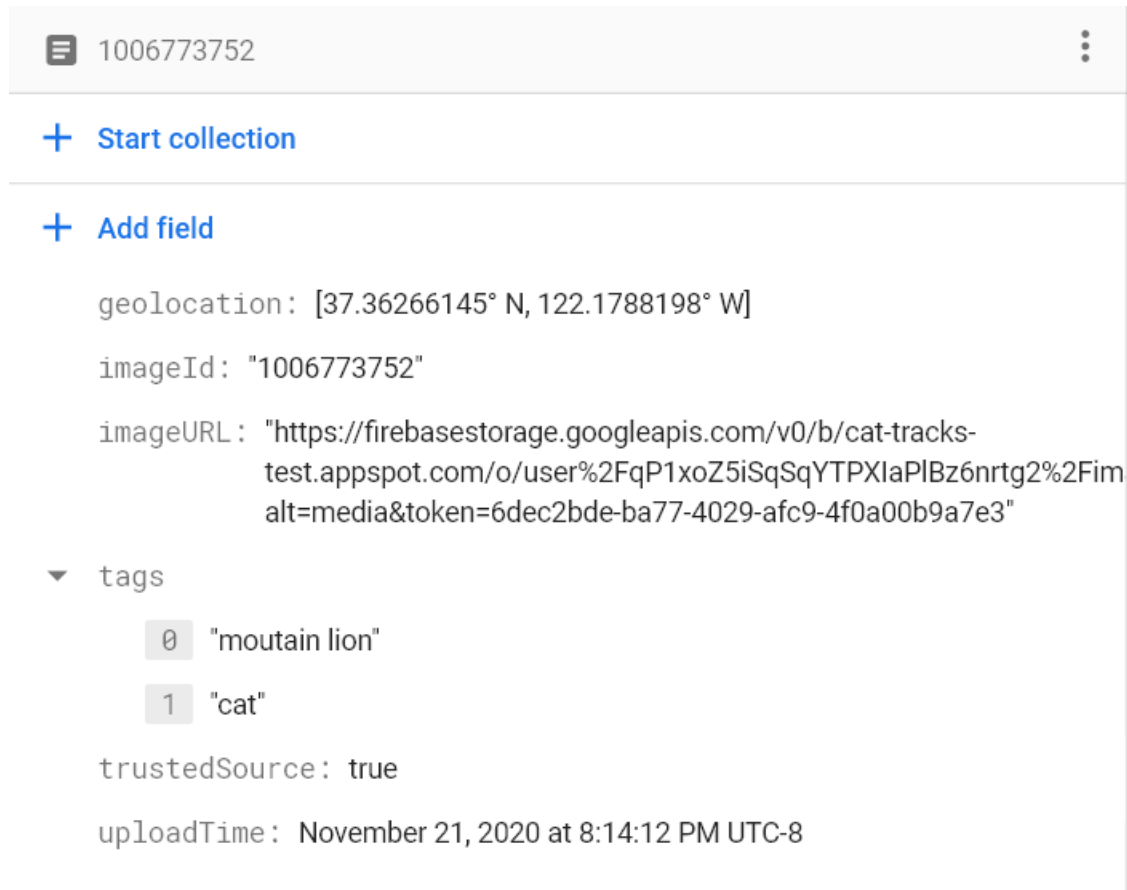 1006773752
Start collection
Add field
geolocation: [37.36266145° N, 122.1788198° W]
imageId: "1006773752"
imageURL: "https://firebasestorage.googleapis.com/v0/b/cat-tracks-
test.appspot.com/o/user%2FqP1xoZ5iSqSqYTPXIaPlBz6nrtg2%2Fim
alt=media&token=6dec2bde-ba77-4029-afc9-4f0a00b9a7e3"
tags
0 "moutain lion"
1 "cat"
trustedSource: true
uploadTime: November 21, 2020 at 8:14:12 PM UTC-8